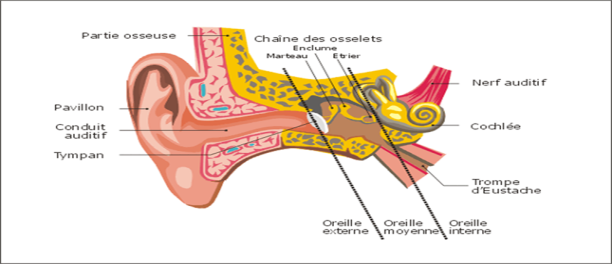 Partie osseuse
Chaîne des osselets
Enclume
Marteau
Etrier
Nerf auditif
Pavillon
Conduit
auditif
Cochlée
Tympan
Trompe
d'Eustache
Oreille
externe
Oreille
moyenne
Oreille
interne